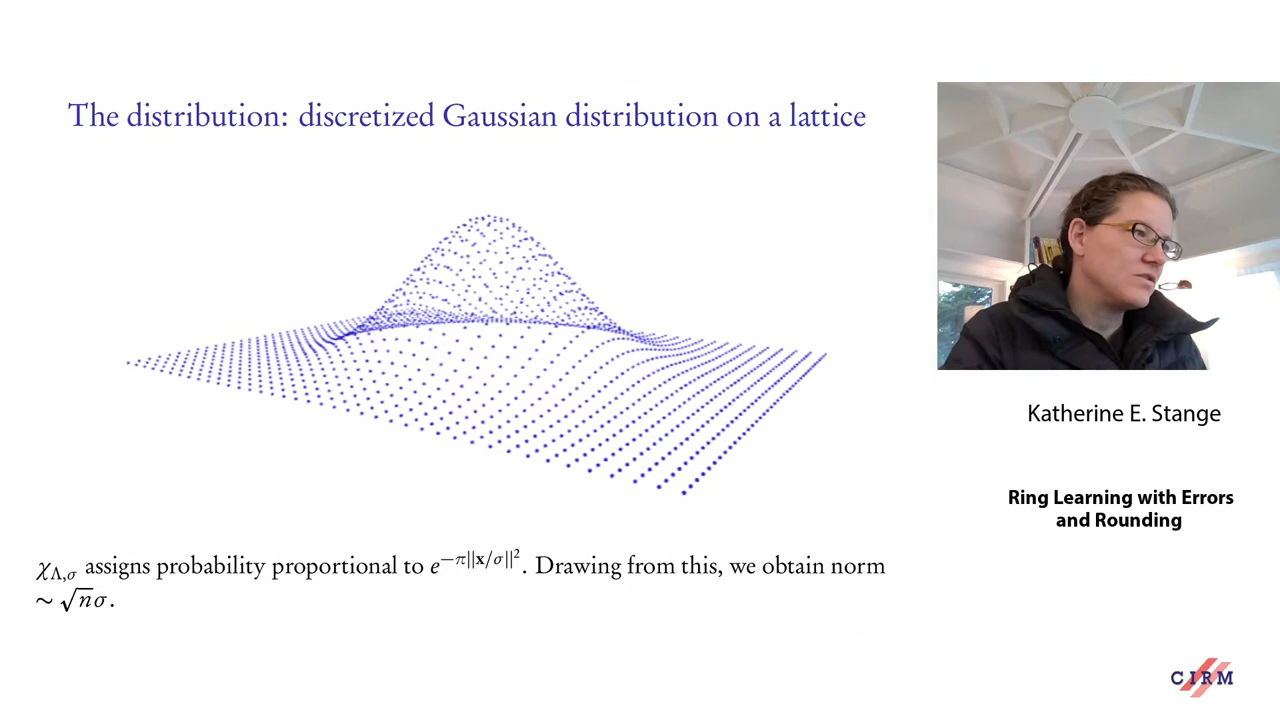 The distribution: discretized Gaussian distribution on a lattice
χ_{Λ,σ} assigns probability proportional to e^{−π||x/σ||²}. Drawing from this, we obtain norm
∼ √nσ.
Katherine E. Stange
Ring Learning with Errors
and Rounding
CIRM